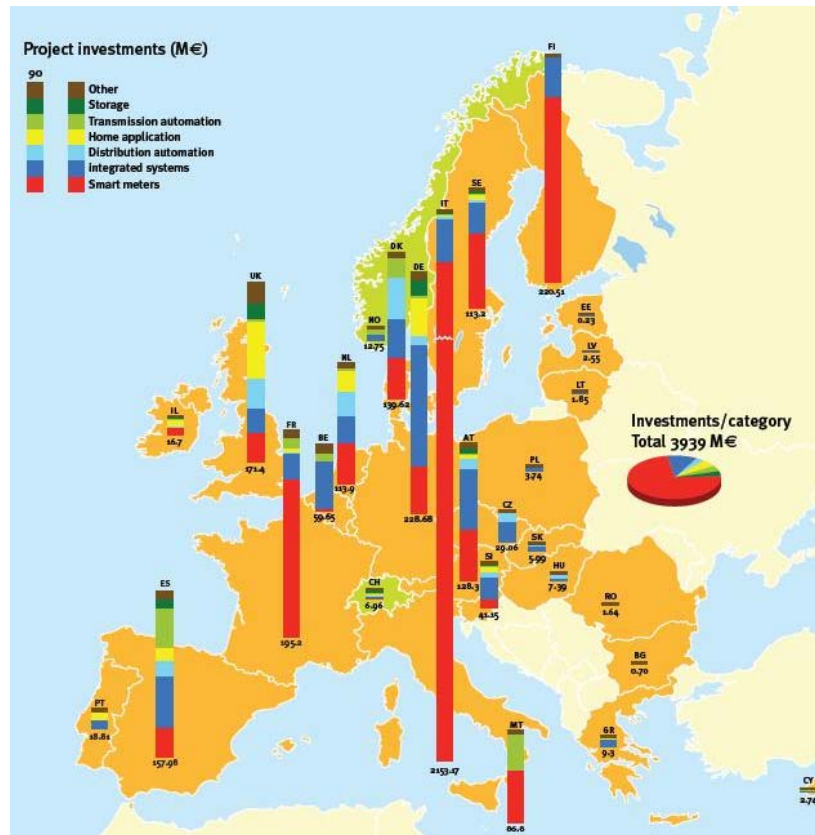 Project investments (M€)
90
Other
Storage
Transmission automation
Home application
Distribution automation
integrated systems
Smart meters
FI
220.51
SE
113.2
IT
2153.17
DK
139.62
DE
228.68
UK
171.4
NO
12.75
EE
0.23
LV
2.55
LT
1.85
NL
113.9
IL
16.7
FR
195.2
BE
59.65
Investments/category
Total 3939 M€
AT
128.3
PL
3.74
CZ
29.06
SK
5.99
SI
41.15
HU
7.39
CH
6.96
RO
1.64
ES
157.98
BG
0.70
PT
18.81
MT
86.8
GR
9.3
CY
2.74